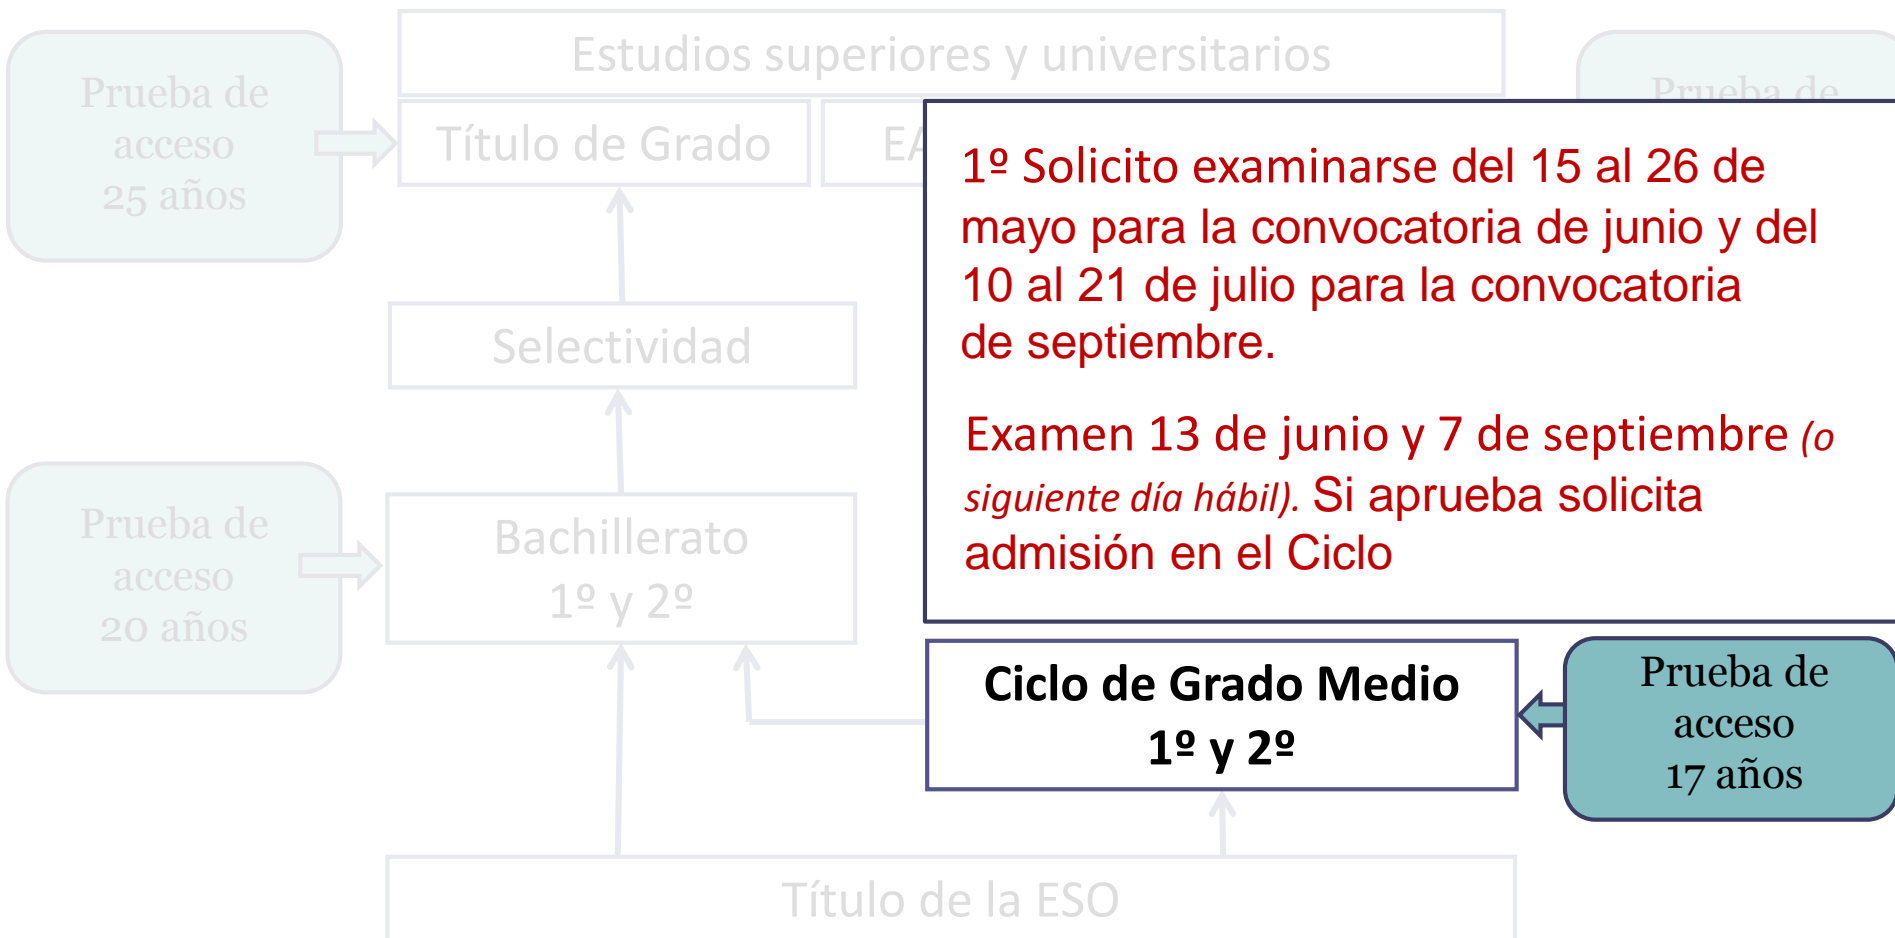 Estudios superiores y universitarios
Prueba de
acceso
25 años
Prueba de
Título de Grado
EA
1º Solicito examinarse del 15 al 26 de
mayo para la convocatoria de junio y del
10 al 21 de julio para la convocatoria
de septiembre.
Examen 13 de junio y 7 de septiembre (o
siguiente día hábil). Si aprueba solicita
admisión en el Ciclo
Selectividad
Prueba de
acceso
20 años
Bachillerato
1º y 2º
Ciclo de Grado Medio
1º y 2º
Prueba de
acceso
17 años
Título de la ESO